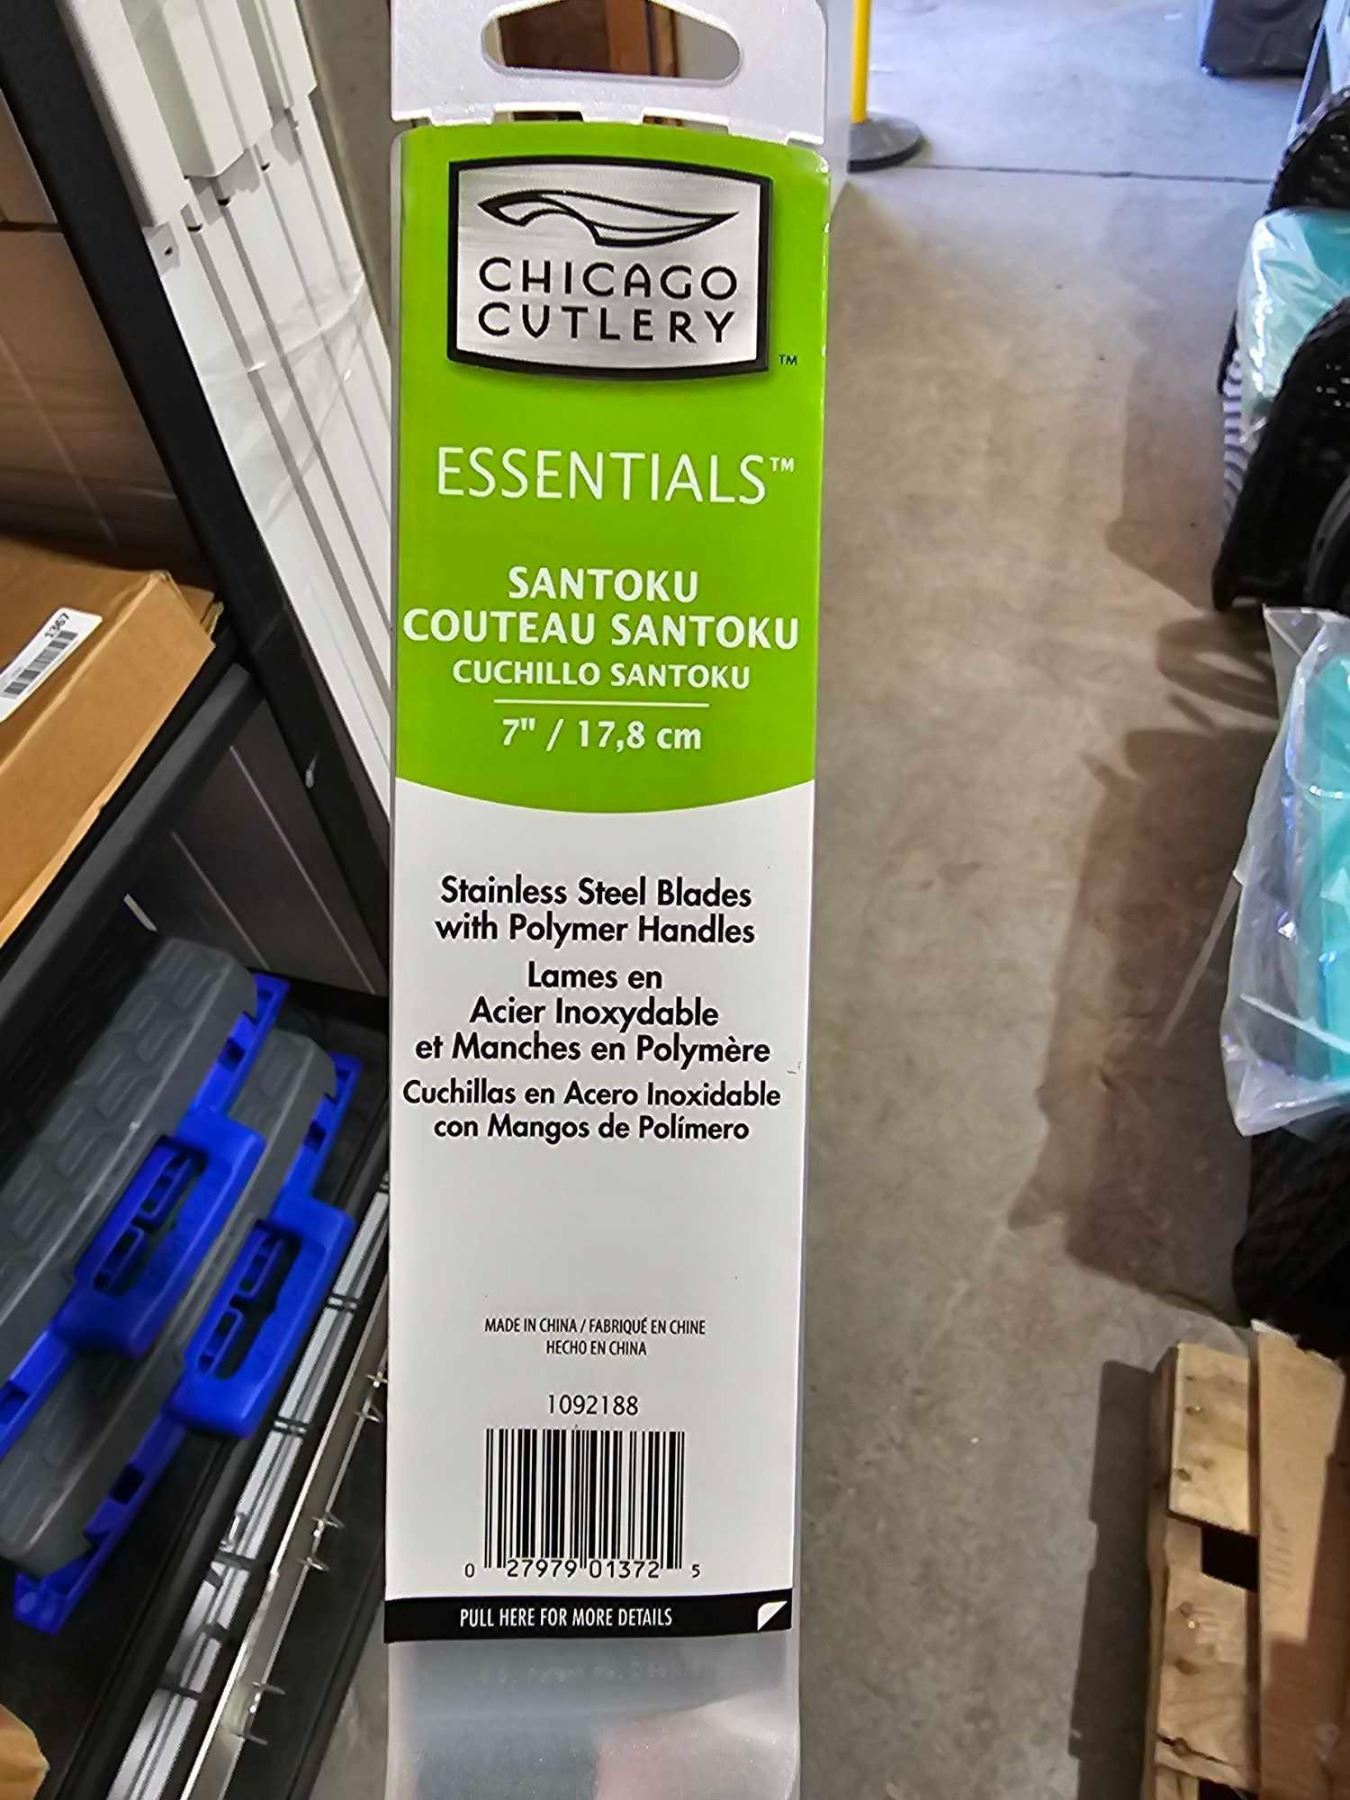 CHICAGO
CUTLERY
TM
ESSENTIALS™
SANTOKU
COUTEAU SANTOKU
CUCHILLO SANTOKU
7" / 17,8 cm
Stainless Steel Blades
with Polymer Handles
Lames en
Acier Inoxydable
et Manches en Polymère
Cuchillas en Acero Inoxidable
con Mangos de Polímero
MADE IN CHINA / FABRIQUÉ EN CHINE
HECHO EN CHINA
1092188
0 27979 01372 5
PULL HERE FOR MORE DETAILS
1367